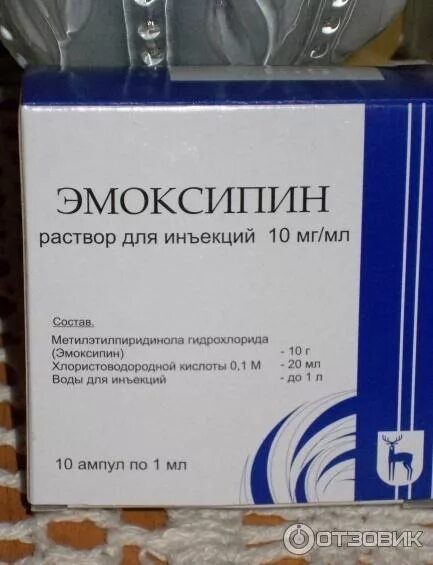 ЭМОКСИПИН
раствор для инъекций 10 мг/мл
Состав.
Метилэтилпиридинола гидрохлорида
(Эмоксипин) - 10 г
Хлористоводородной кислоты 0,1 М - 20 мл
Воды для инъекций - до 1 л
10 ампул по 1 мл
ОТЗОВИК